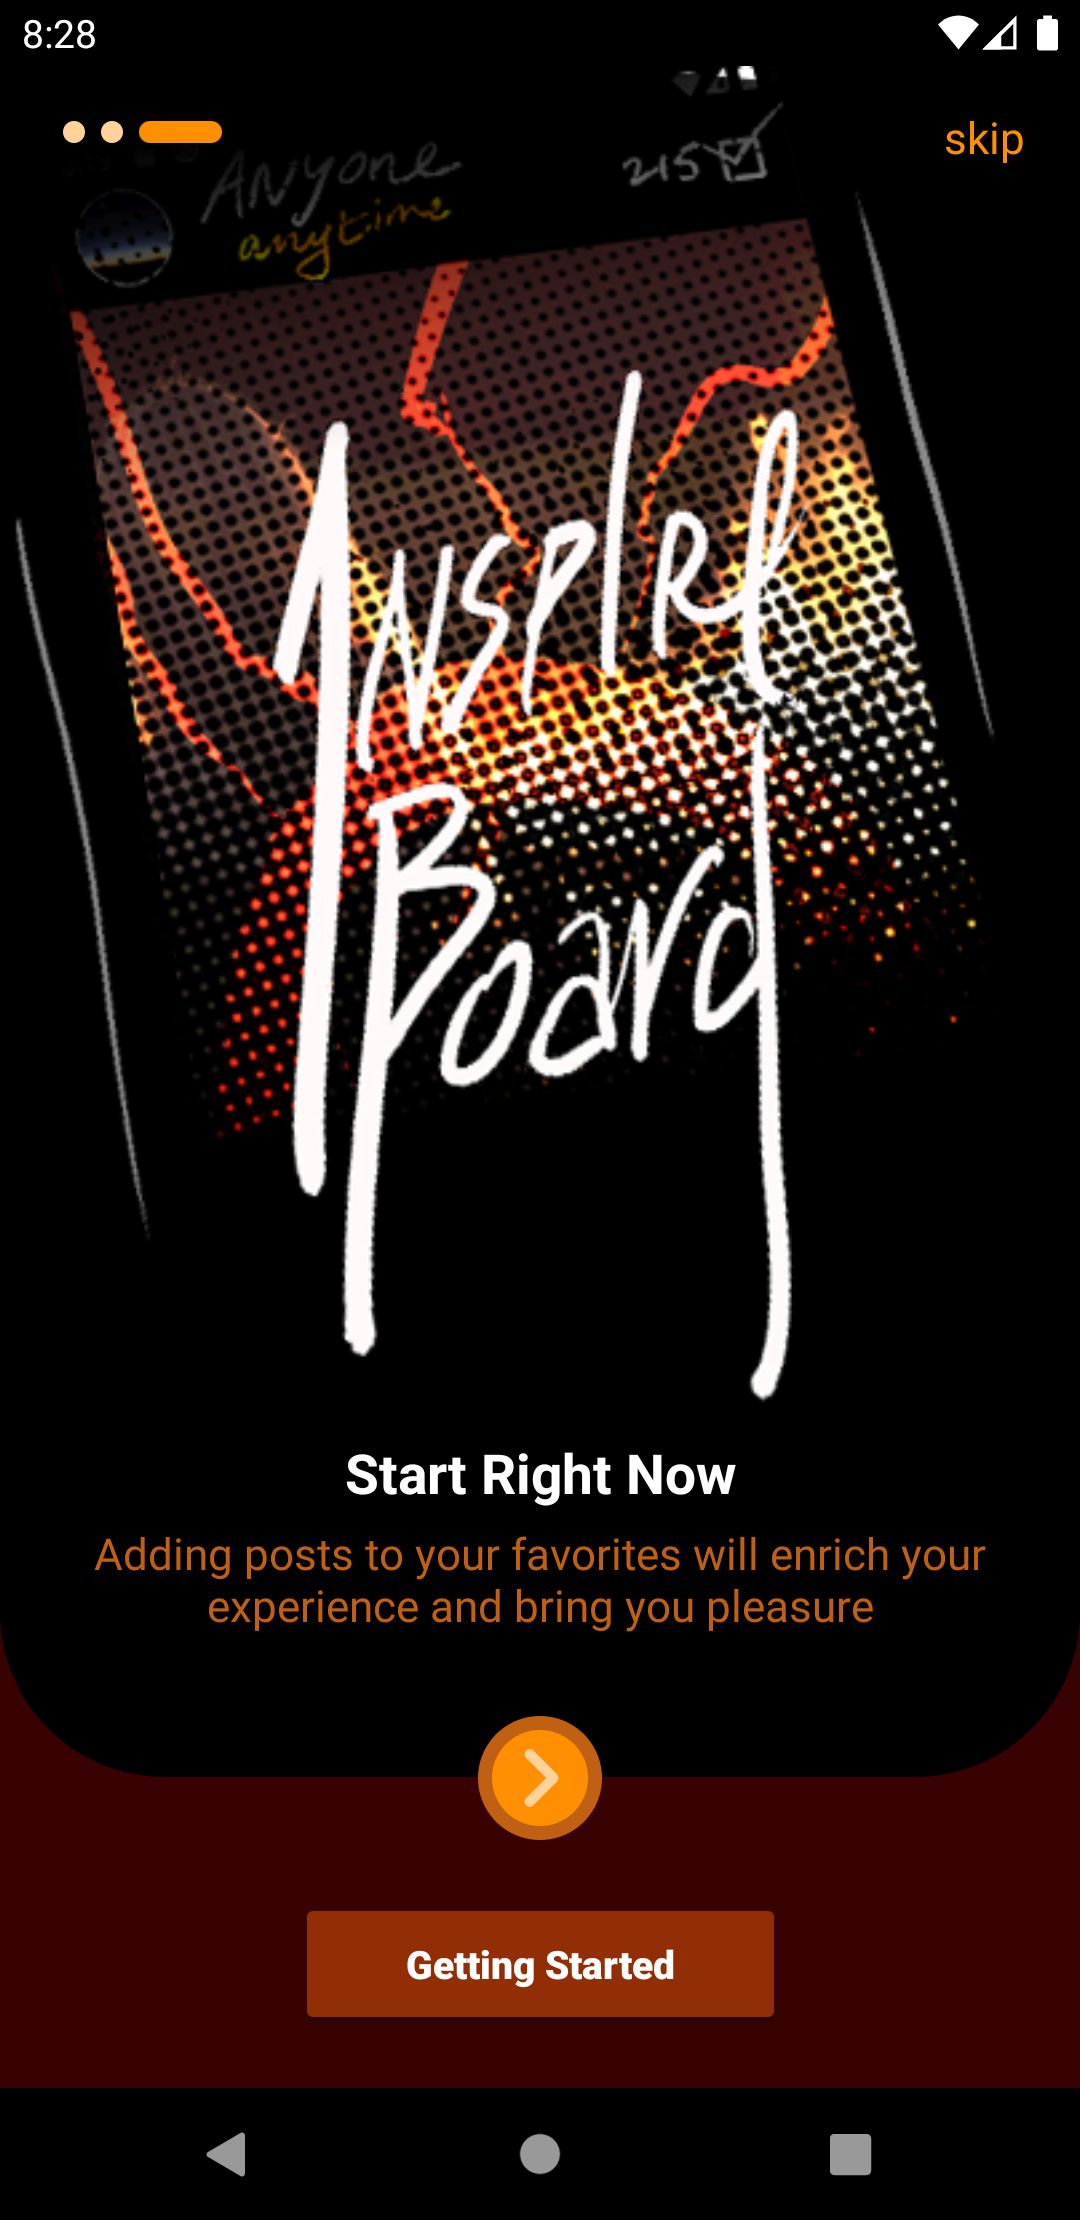 8:28
skip
ANyone
anytime
215
InspIRe
Board
Start Right Now
Adding posts to your favorites will enrich your
experience and bring you pleasure
Getting Started